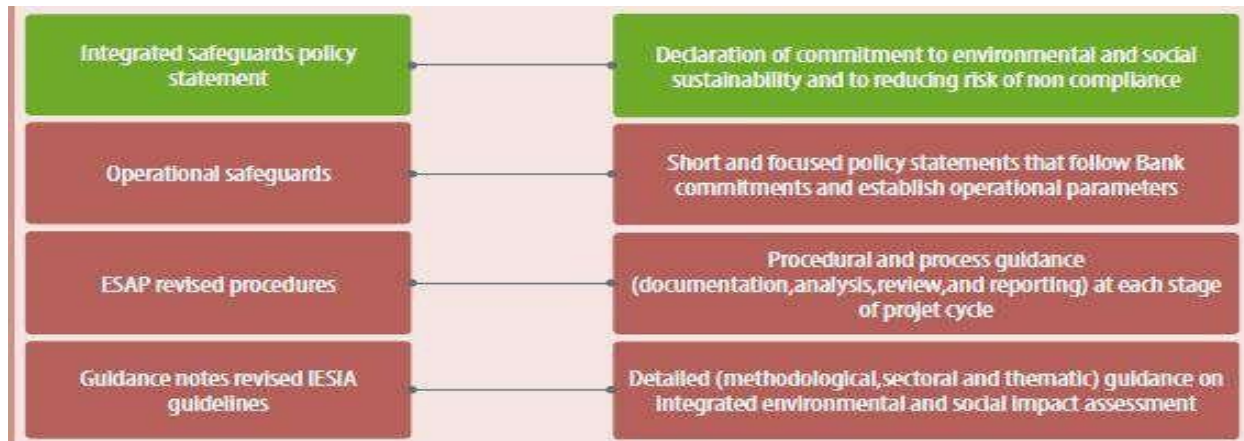 Integrated safeguards policy
statement
Declaration of commitment to environmental and social
sustainability and to reducing risk of non compliance
Operational safeguards
Short and focused policy statements that follow Bank
commitments and establish operational parameters
ESAP revised procedures
Procedural and process guidance
(documentation,analysis,review,and reporting) at each stage
of projet cycle
Guidance notes revised IESIA
guidelines
Detailed (methodological,sectoral and thematic) guidance on
integrated environmental and social impact assessment